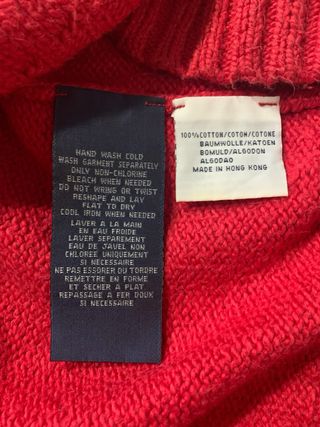 HAND WASH COLD
WASH GARMENT SEPARATELY
ONLY NON-CHLORINE
BLEACH WHEN NEEDED
DO NOT WRING OR TWIST
RESHAPE AND LAY
FLAT TO DRY
COOL IRON WHEN NEEDED
LAVER A LA MAIN
EN EAU FROIDE
LAVER SEPAREMENT
EAU DE JAVEL NON
CHLOREE UNIQUEMENT
SI NECESSAIRE
NE PAS ESSORER OU TORDRE
REMETTRE EN FORME
ET SECHER A PLAT
REPASSAGE A FER DOUX
SI NECESSAIRE
100%COTTON/COTON/COTONE
BAUMWOLLE/KATOEN
BOMULD/ALGODON
ALGODAO
MADE IN HONG KONG